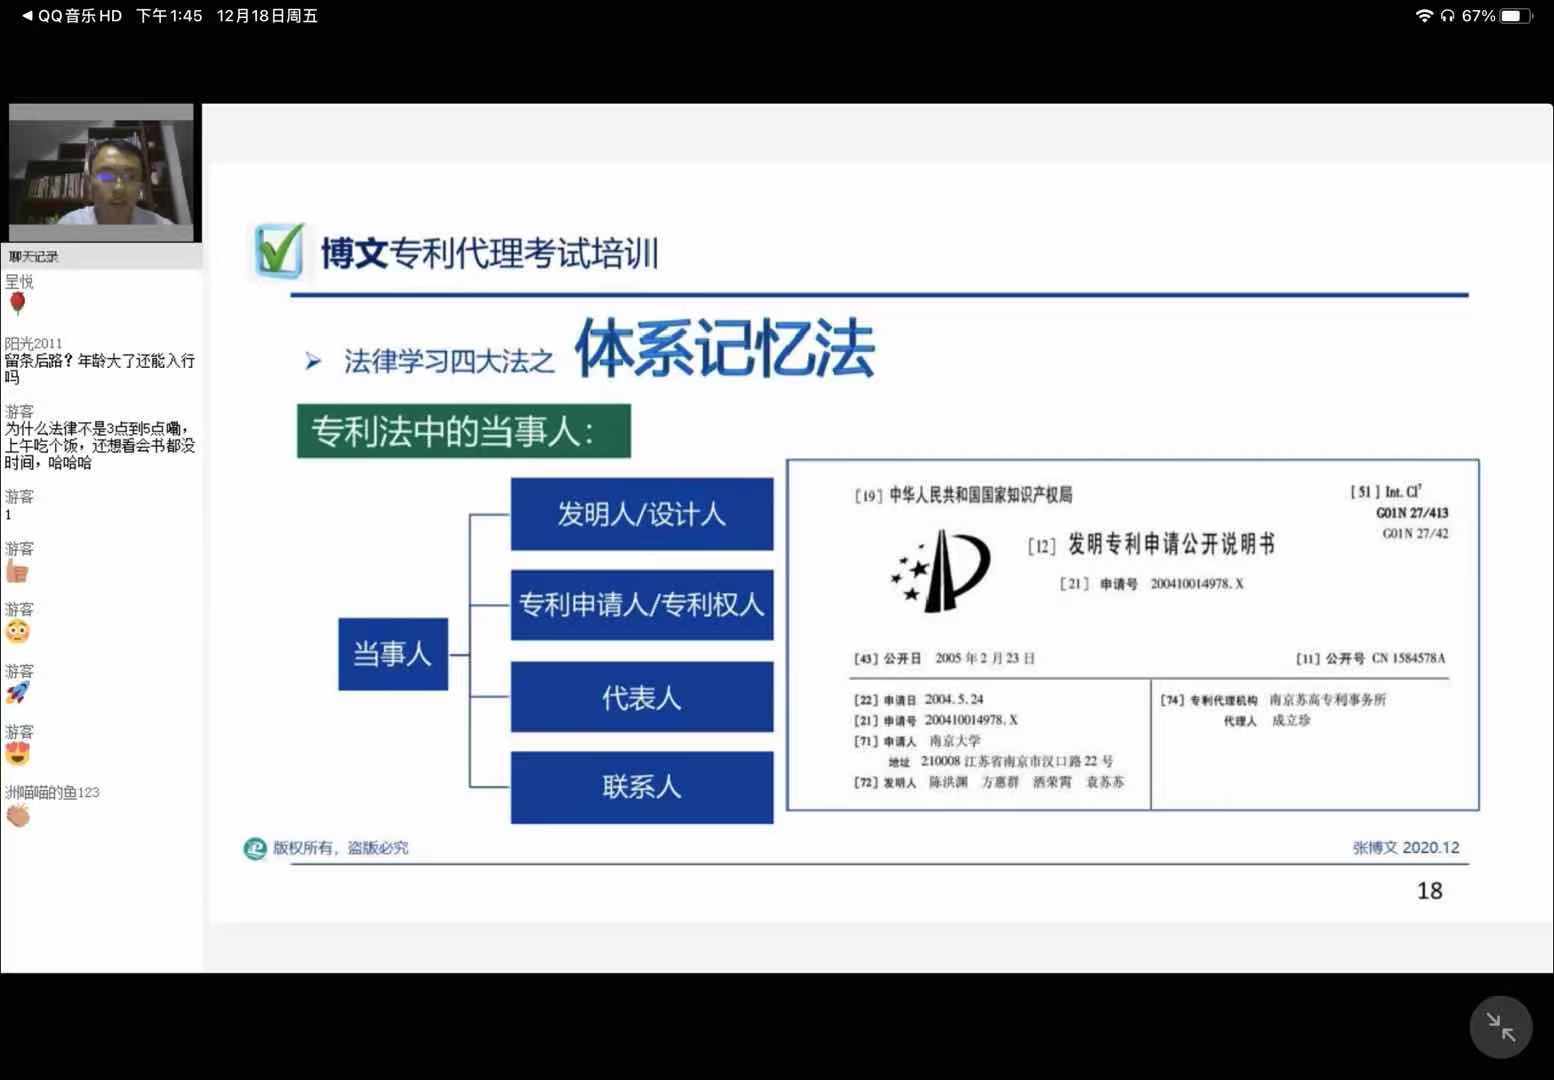 QQ音乐HD 下午1:45 12月18日周五
67%
聊天记录
呈悦
阳光2011
留条后路？年龄大了还能入行
吗
游客
为什么法律不是3点到5点嘞，
上午吃个饭，还想看会书都没
时间，哈哈哈
游客
1
游客
游客
游客
游客
洲喵喵的鱼123
博文专利代理考试培训
法律学习四大法之 体系记忆法
专利法中的当事人：
当事人
发明人/设计人
专利申请人/专利权人
代表人
联系人
[19] 中华人民共和国国家知识产权局
[51] Int. Cl7
G01N 27/413
G01N 27/42
[12] 发明专利申请公开说明书
[21] 申请号 200410014978.X
[43] 公开日 2005 年 2 月 23 日
[11] 公开号 CN 1584578A
[22] 申请日 2004.5.24
[21] 申请号 200410014978.X
[71] 申请人 南京大学
地址 210008 江苏省南京市汉口路 22 号
[72] 发明人 陈洪渊 方惠群 洒荣霄 袁苏苏
[74] 专利代理机构 南京苏高专利事务所
代理人 成立珍
版权所有，盗版必究
张博文 2020.12
18